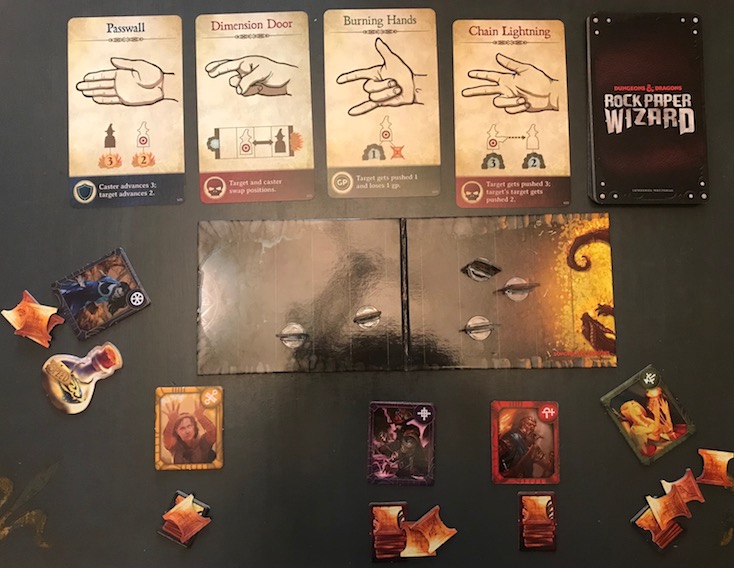 Passwall
3 2
Caster advances 3;
target advances 2.
Dimension Door
Target and caster
swap positions.
Burning Hands
1
GP
Target gets pushed 1
and loses 1 gp.
Chain Lightning
3 2
Target gets pushed 3;
target's target gets
pushed 2.
DUNGEONS & DRAGONS
ROCK PAPER
WIZARD